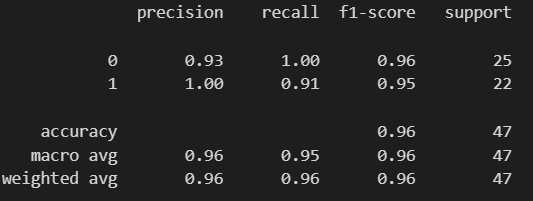 precision recall f1-score support
0 0.93 1.00 0.96 25
1 1.00 0.91 0.95 22
accuracy 0.96 47
macro avg 0.96 0.95 0.96 47
weighted avg 0.96 0.96 0.96 47